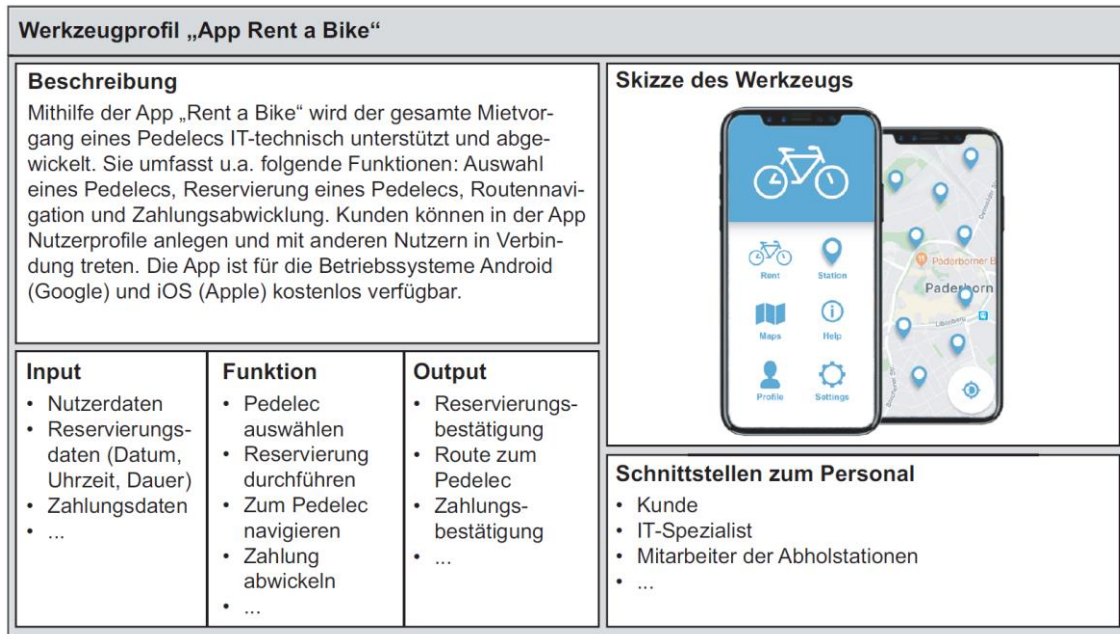 Werkzeugprofil „App Rent a Bike“
Beschreibung
Mithilfe der App „Rent a Bike“ wird der gesamte Mietvor-
gang eines Pedelecs IT-technisch unterstützt und abge-
wickelt. Sie umfasst u.a. folgende Funktionen: Auswahl
eines Pedelecs, Reservierung eines Pedelecs, Routennavi-
gation und Zahlungsabwicklung. Kunden können in der App
Nutzerprofile anlegen und mit anderen Nutzern in Verbin-
dung treten. Die App ist für die Betriebssysteme Android
(Google) und iOS (Apple) kostenlos verfügbar.
Input
• Nutzerdaten
• Reservierungs-
daten (Datum,
Uhrzeit, Dauer)
• Zahlungsdaten
• ...
Funktion
• Pedelec
auswählen
• Reservierung
durchführen
• Zum Pedelec
navigieren
• Zahlung
abwickeln
• ...
Output
• Reservierungs-
bestätigung
• Route zum
Pedelec
• Zahlungs-
bestätigung
• ...
Skizze des Werkzeugs
Rent
Station
Maps
Help
Profile
Settings
Paderborner B
Paderborn
Schnittstellen zum Personal
• Kunde
• IT-Spezialist
• Mitarbeiter der Abholstationen
• ...